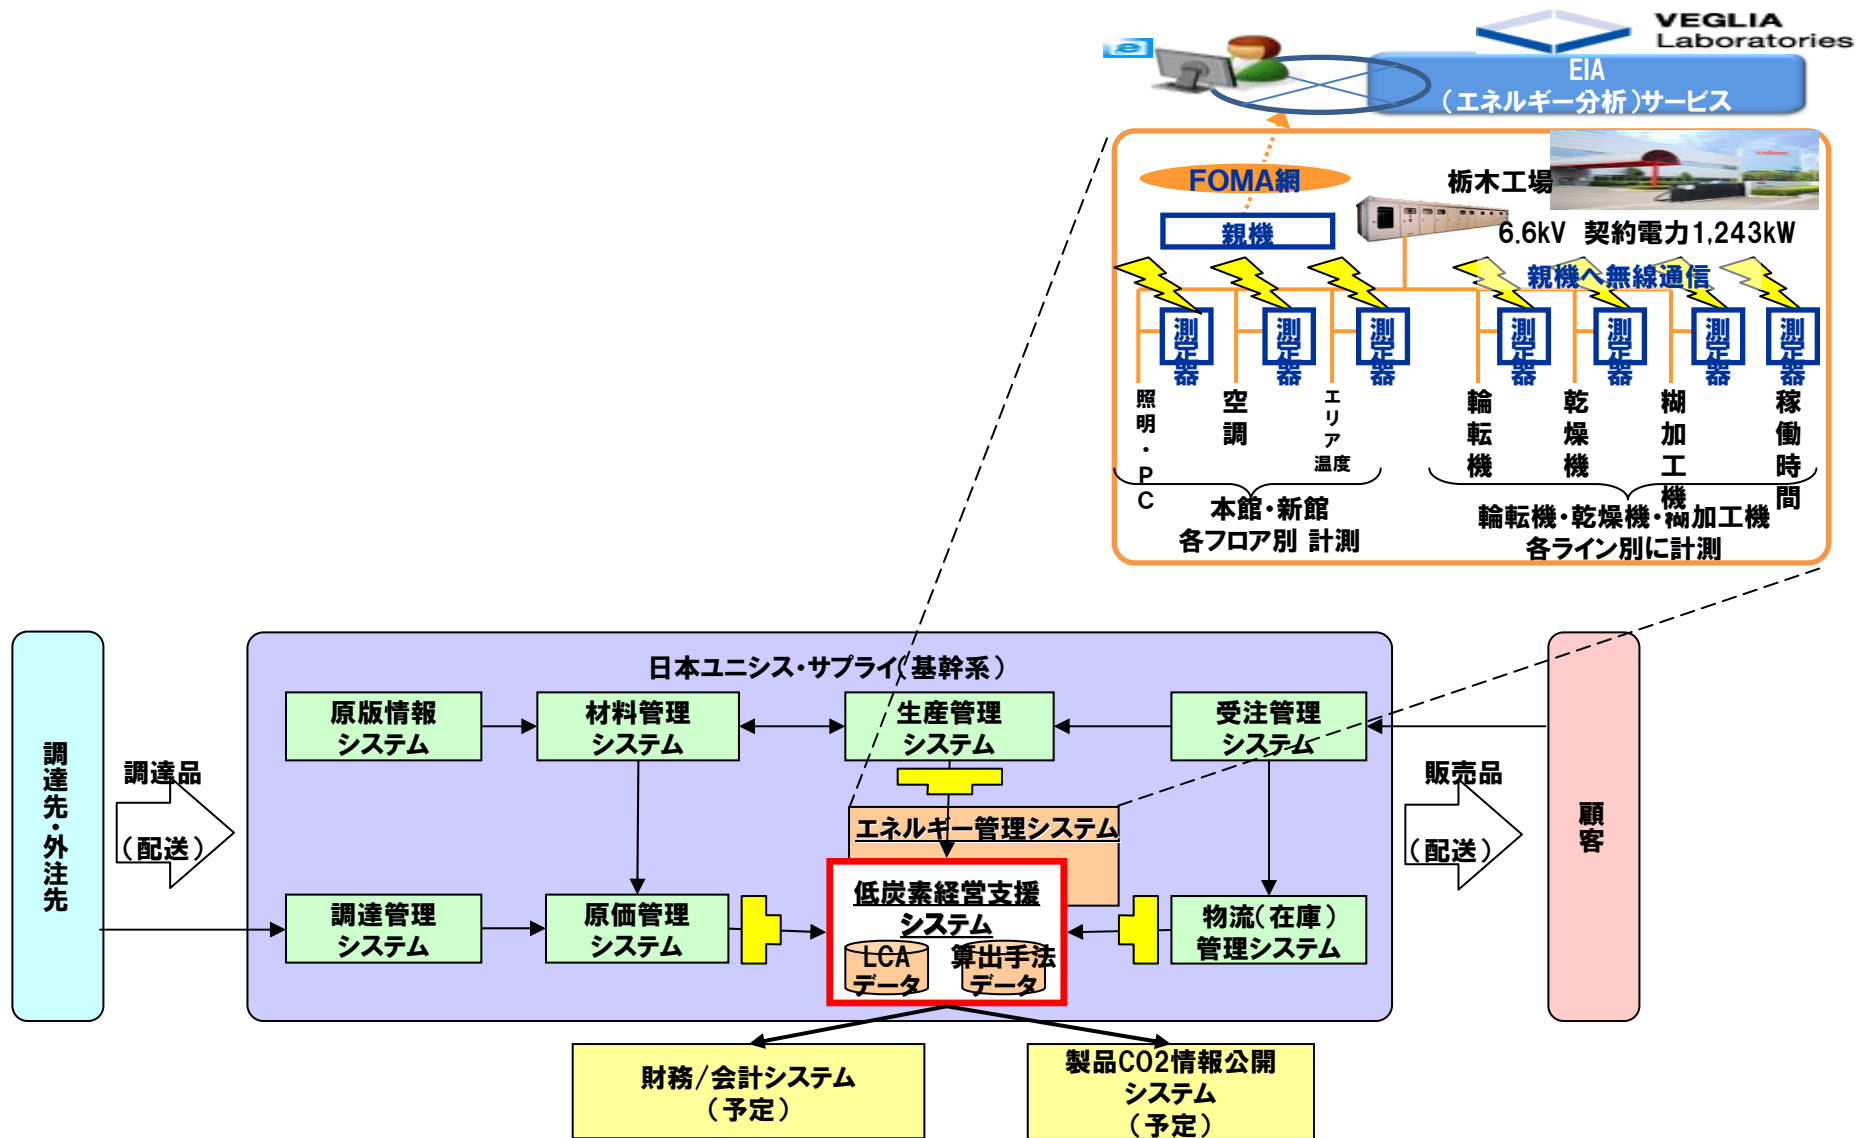 VEGLIA
Laboratories
EIA
（エネルギー分析）サービス
FOMA網
栃木工場
親機
6.6kV 契約電力1,243kW
親機へ無線通信
測定器
測定器
測定器
測定器
測定器
測定器
測定器
照明・PC
空調
エリア温度
輪転機
乾燥機
糊加工機
稼働時間
本館・新館
各フロア別 計測
輪転機・乾燥機・糊加工機
各ライン別に計測
日本ユニシス・サプライ（基幹系）
原版情報
システム
材料管理
システム
生産管理
システム
受注管理
システム
調達先・外注先
調達品
（配送）
販売品
（配送）
顧客
エネルギー管理システム
調達管理
システム
原価管理
システム
低炭素経営支援
システム
LCA
データ
算出手法
データ
物流（在庫）
管理システム
財務/会計システム
（予定）
製品CO2情報公開
システム
（予定）